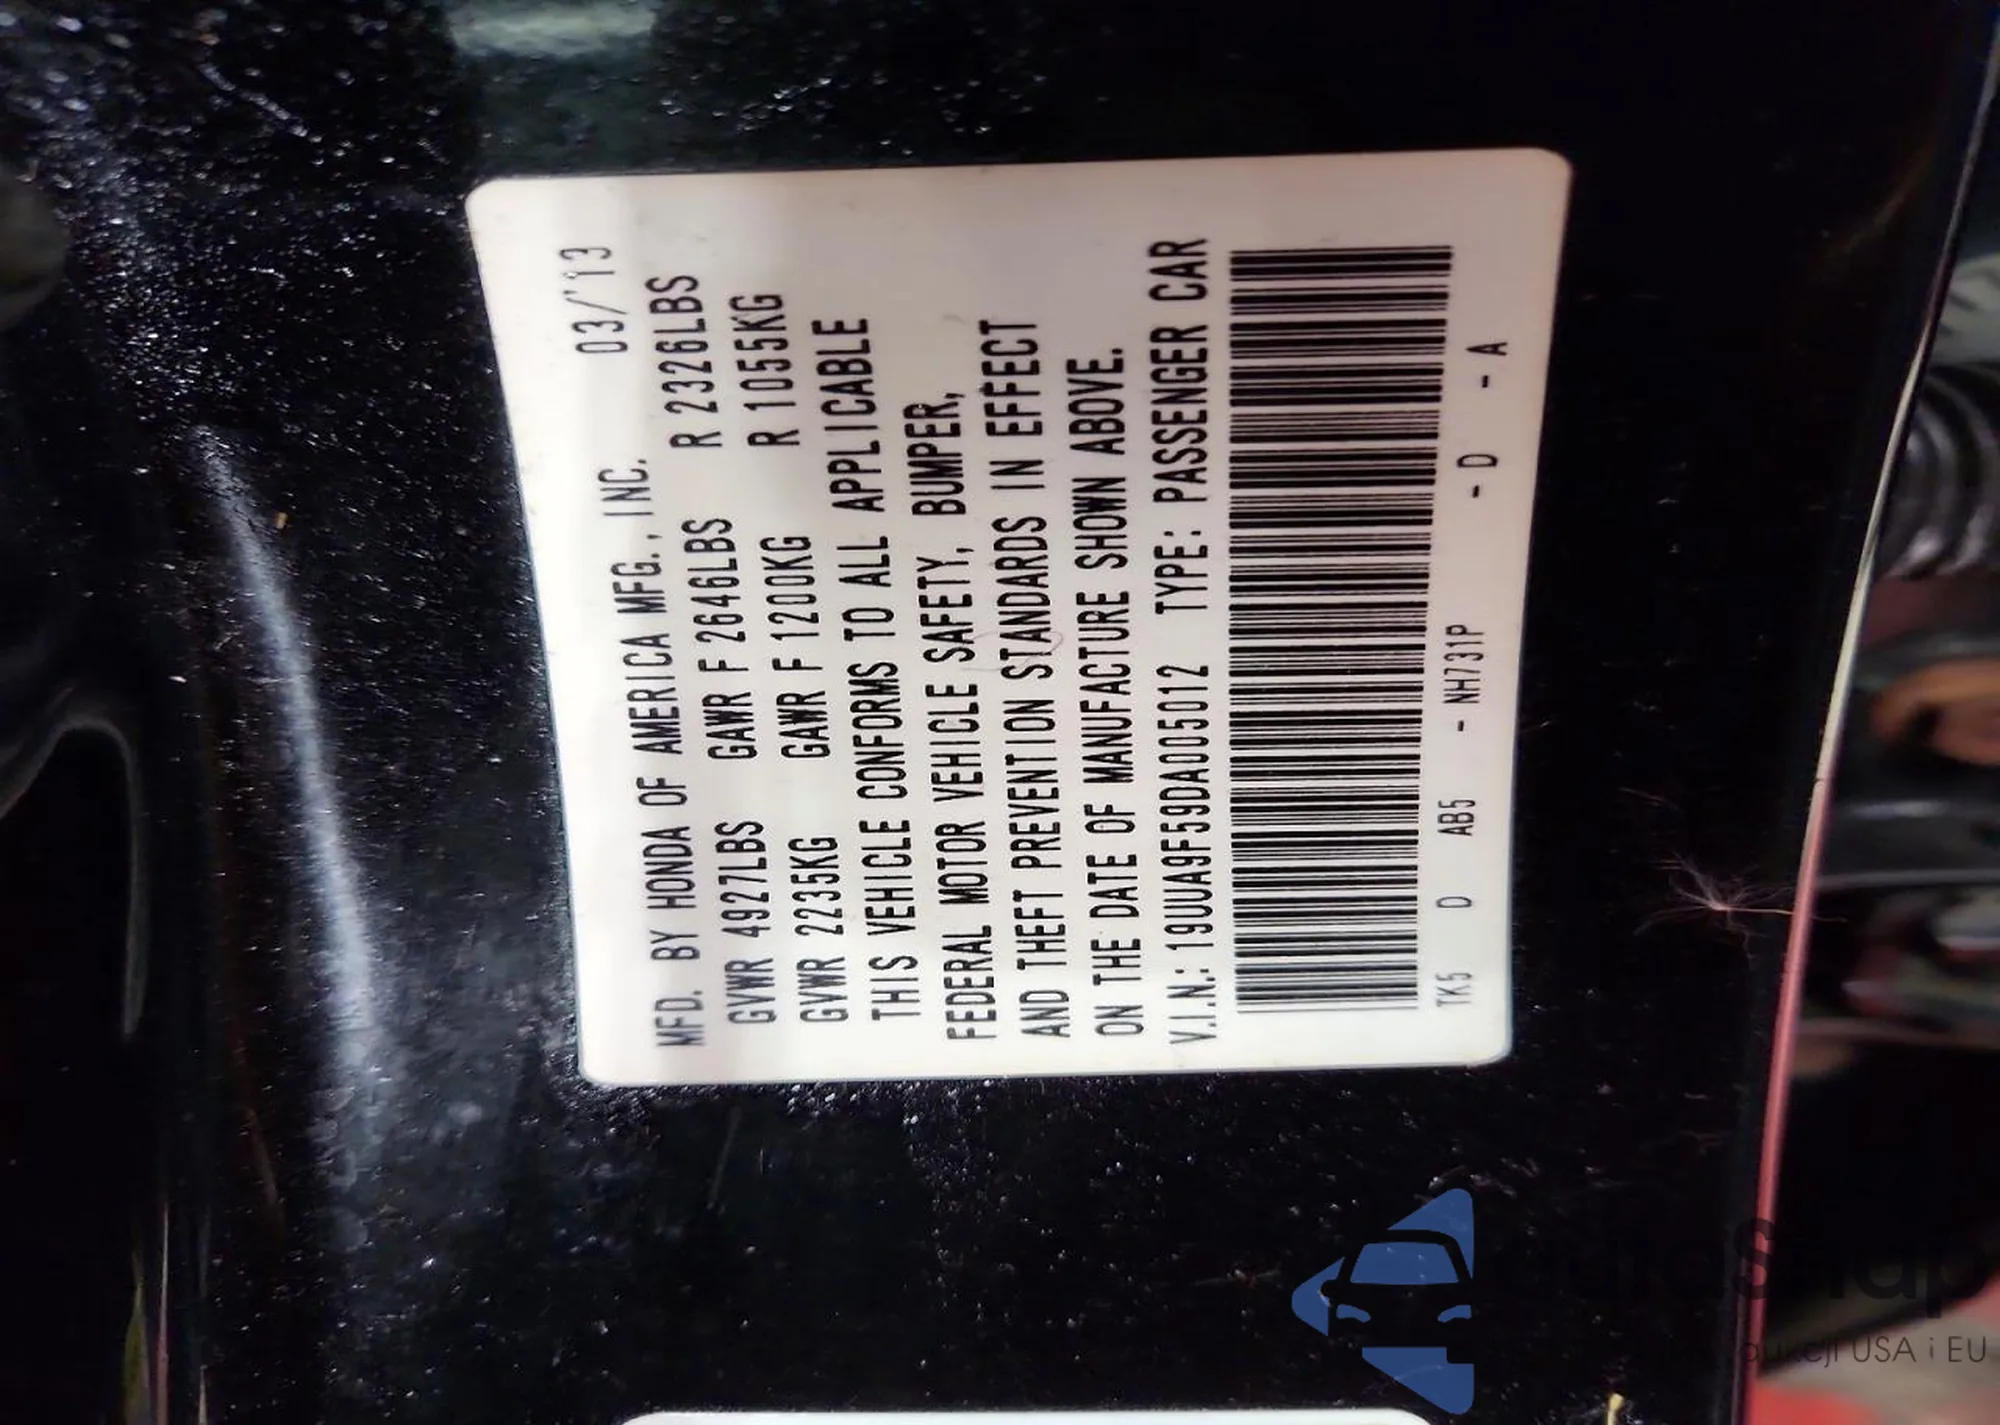 MFD. BY HONDA OF AMERICA MFG., INC. 03/'13
GVWR 4927LBS GAWR F 2646LBS R 2326LBS
GVWR 2235KG GAWR F 1200KG R 1055KG
THIS VEHICLE CONFORMS TO ALL APPLICABLE
FEDERAL MOTOR VEHICLE SAFETY, BUMPER,
AND THEFT PREVENTION STANDARDS IN EFFECT
ON THE DATE OF MANUFACTURE SHOWN ABOVE.
V.I.N.: 19UUA9F59DA005012 TYPE: PASSENGER CAR
TK5 D AB5 - NH731P - D - A
USA i EU